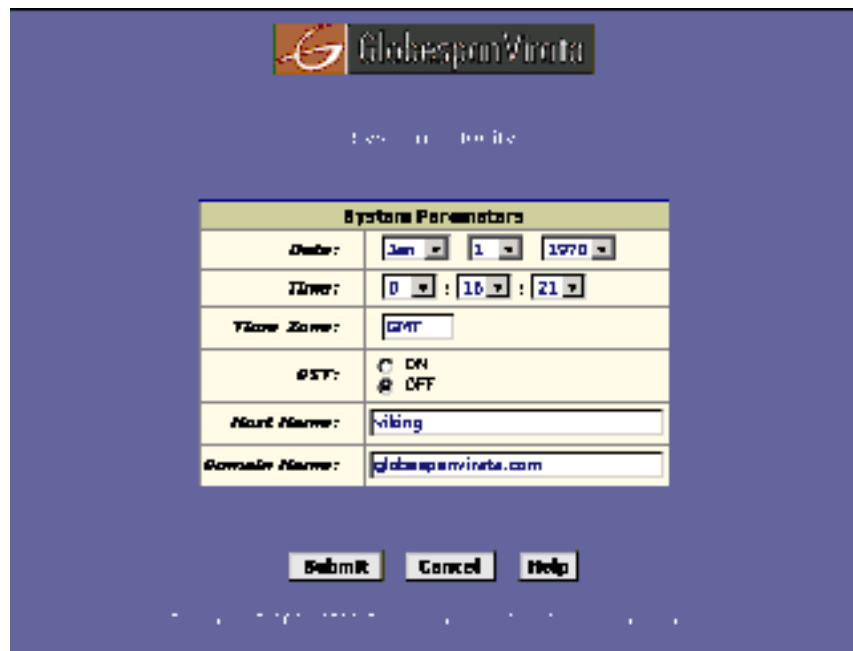 GlobespanVirata
System Parameters
Date: Jan 1 1970
Time: 0 : 16 : 21
Time Zone: GMT
DST: ON
OFF
Host Name: viking
Domain Name: globespanvirata.com
Submit Cancel Help